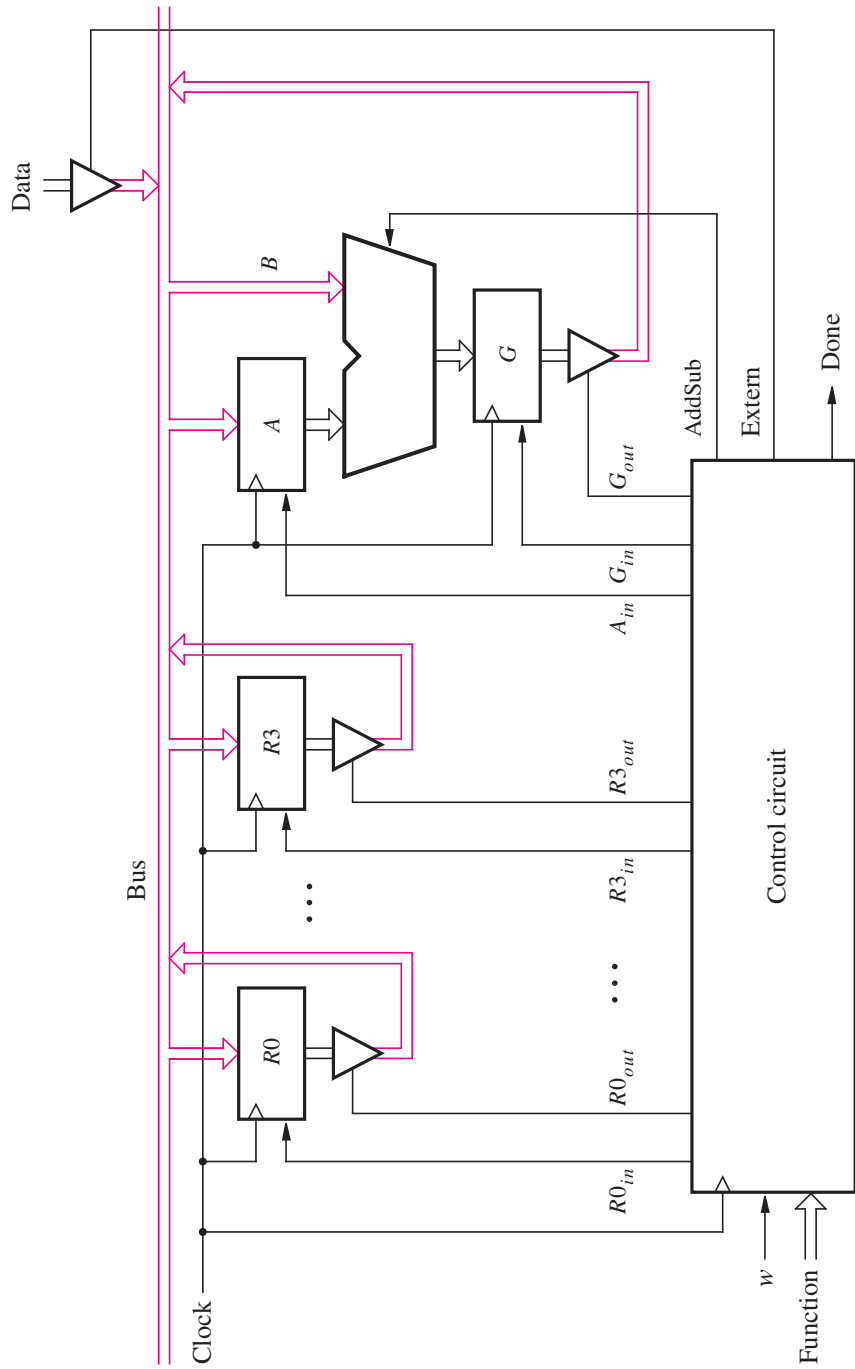 Data
Bus
B
Clock
R0
R3
A
G
R0in
R0out
R3in
R3out
Ain
Gin
Gout
AddSub
Extern
w
Function
Control circuit
Done